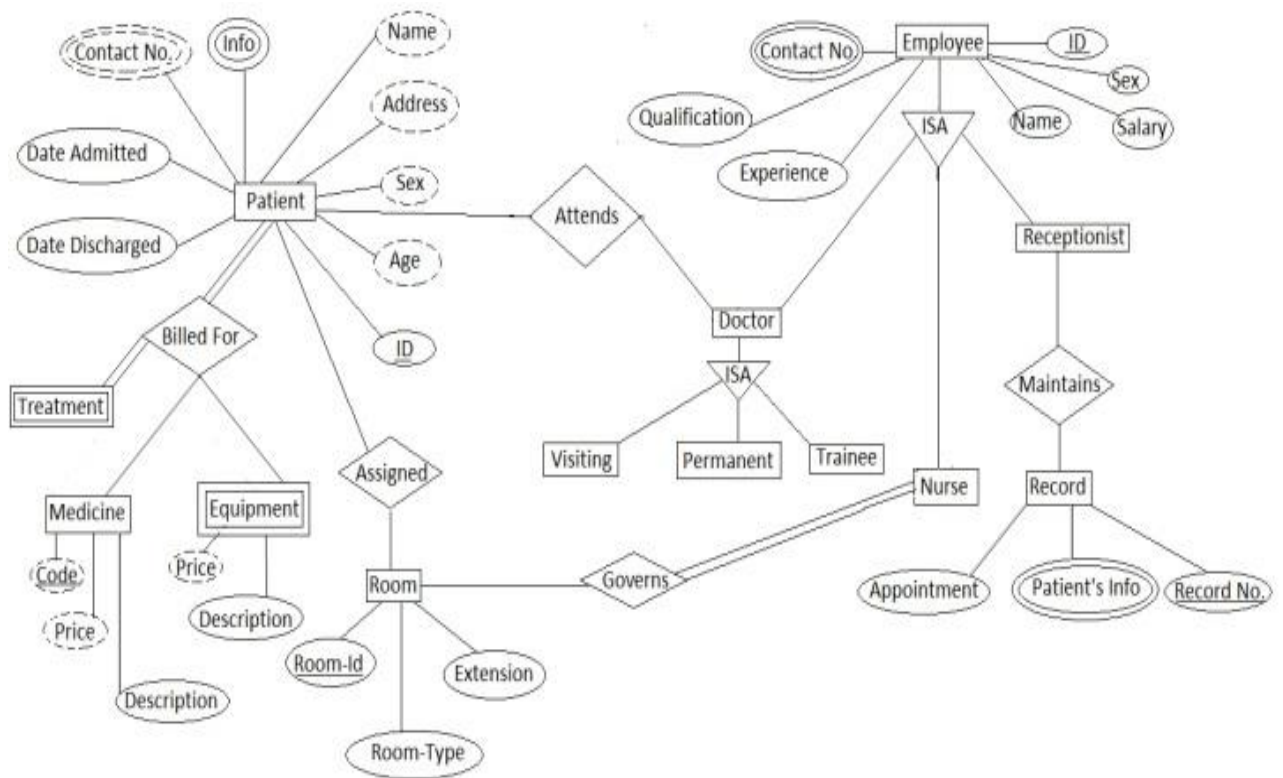 Contact No.
Info
Name
Employee
ID
Contact No
Sex
Address
Qualification
ISA
Name
Salary
Date Admitted
Experience
Sex
Patient
Attends
Date Discharged
Receptionist
Age
Doctor
Billed For
ID
ISA
Maintains
Treatment
Visiting
Permanent
Trainee
Assigned
Nurse
Record
Medicine
Equipment
Price
Code
Room
Governs
Appointment
Patient's Info
Record No.
Description
Price
Room-Id
Extension
Description
Room-Type